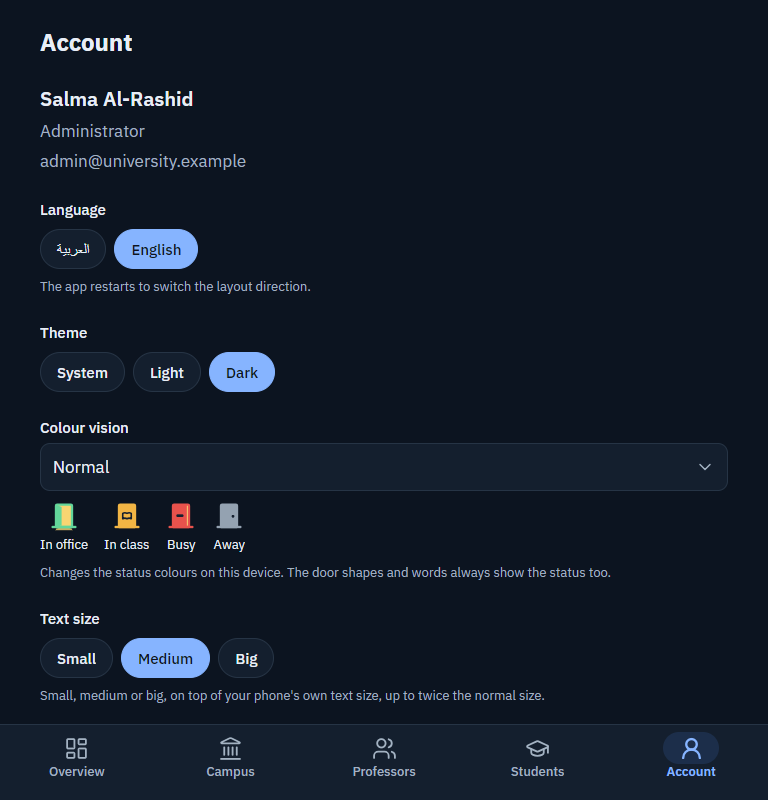 Account
Salma Al-Rashid
Administrator
admin@university.example
Language
العربية English
The app restarts to switch the layout direction.
Theme
System Light Dark
Colour vision
Normal
In office In class Busy Away
Changes the status colours on this device. The door shapes and words always show the status too.
Text size
Small Medium Big
Small, medium or big, on top of your phone's own text size, up to twice the normal size.
Overview Campus Professors Students Account